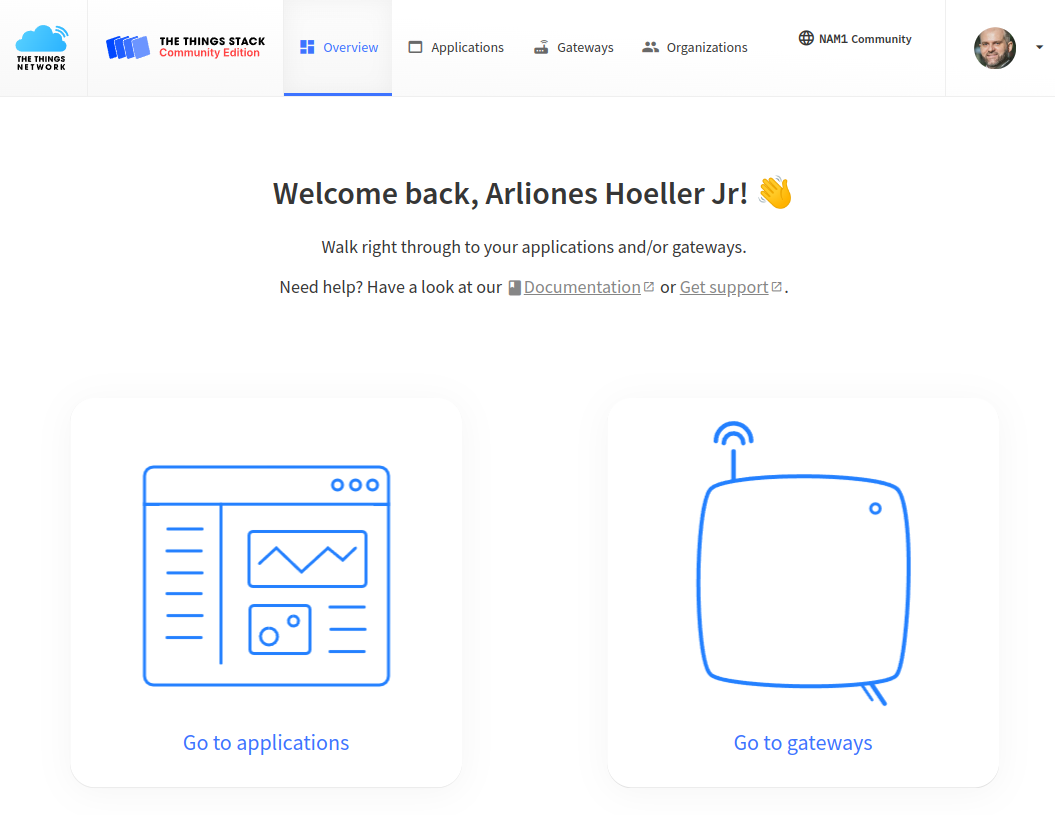 THE THINGS
NETWORK
THE THINGS STACK
Community Edition
Overview
Applications
Gateways
Organizations
NAM1 Community
Welcome back, Arliones Hoeller Jr! 👋
Walk right through to your applications and/or gateways.
Need help? Have a look at our Documentation or Get support.
Go to applications
Go to gateways